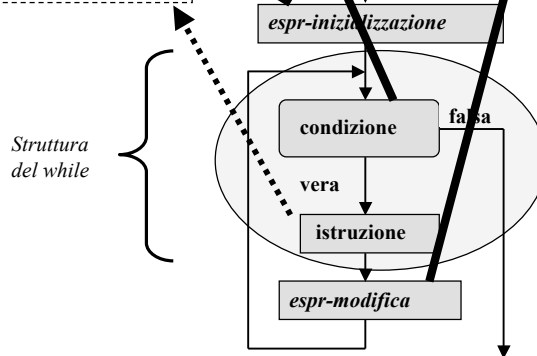 espr-inizializzazione
condizione
falsa
Struttura
del while
vera
istruzione
espr-modifica